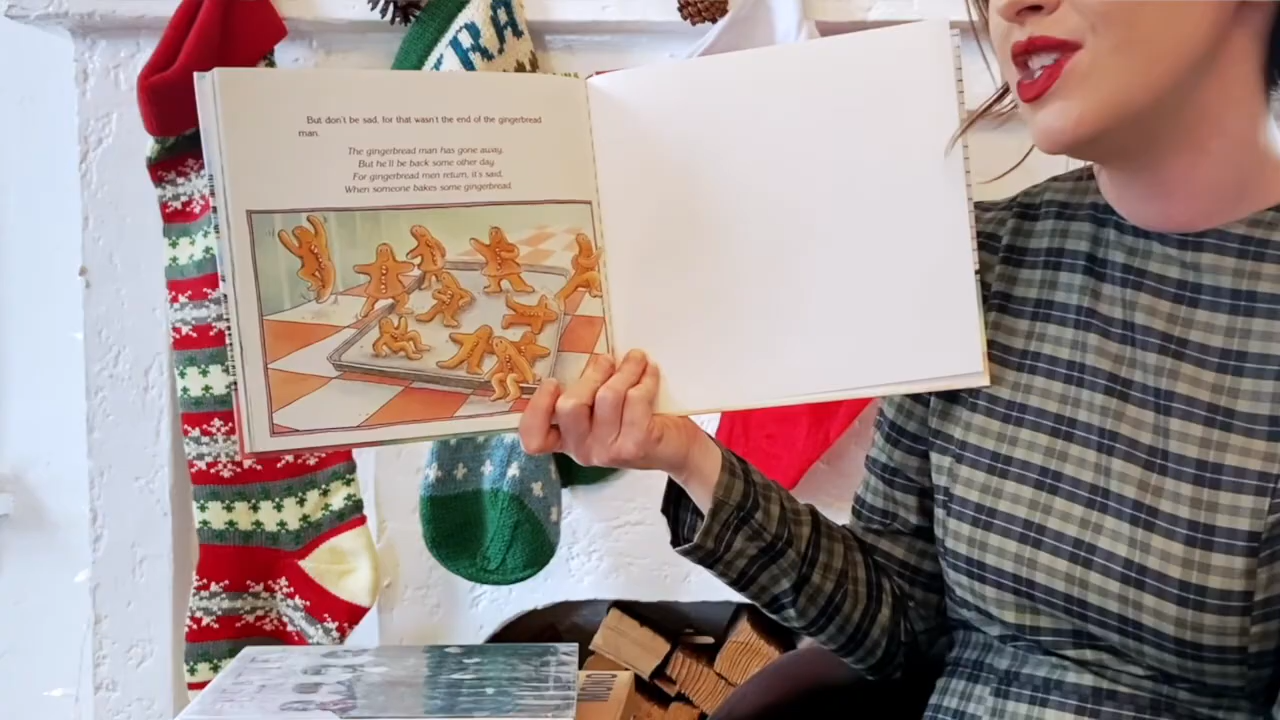 RA
But don't be sad, for that wasn't the end of the gingerbread
man.
The gingerbread man has gone away.
But he'll be back some other day.
For gingerbread men return, it's said,
When someone bakes some gingerbread.